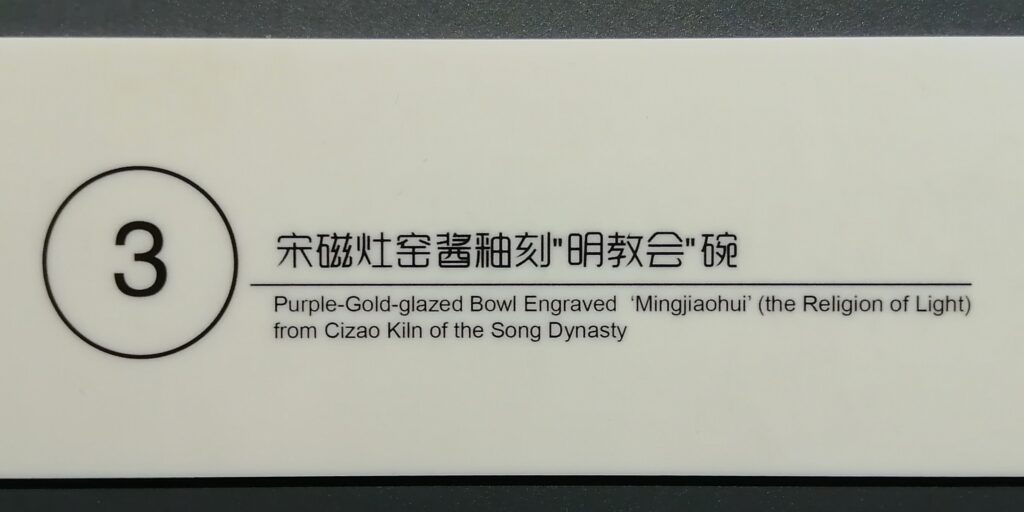 3
宋磁灶窑酱釉刻"明教会"碗
Purple-Gold-glazed Bowl Engraved ‘Mingjiaohui’ (the Religion of Light)
from Cizao Kiln of the Song Dynasty